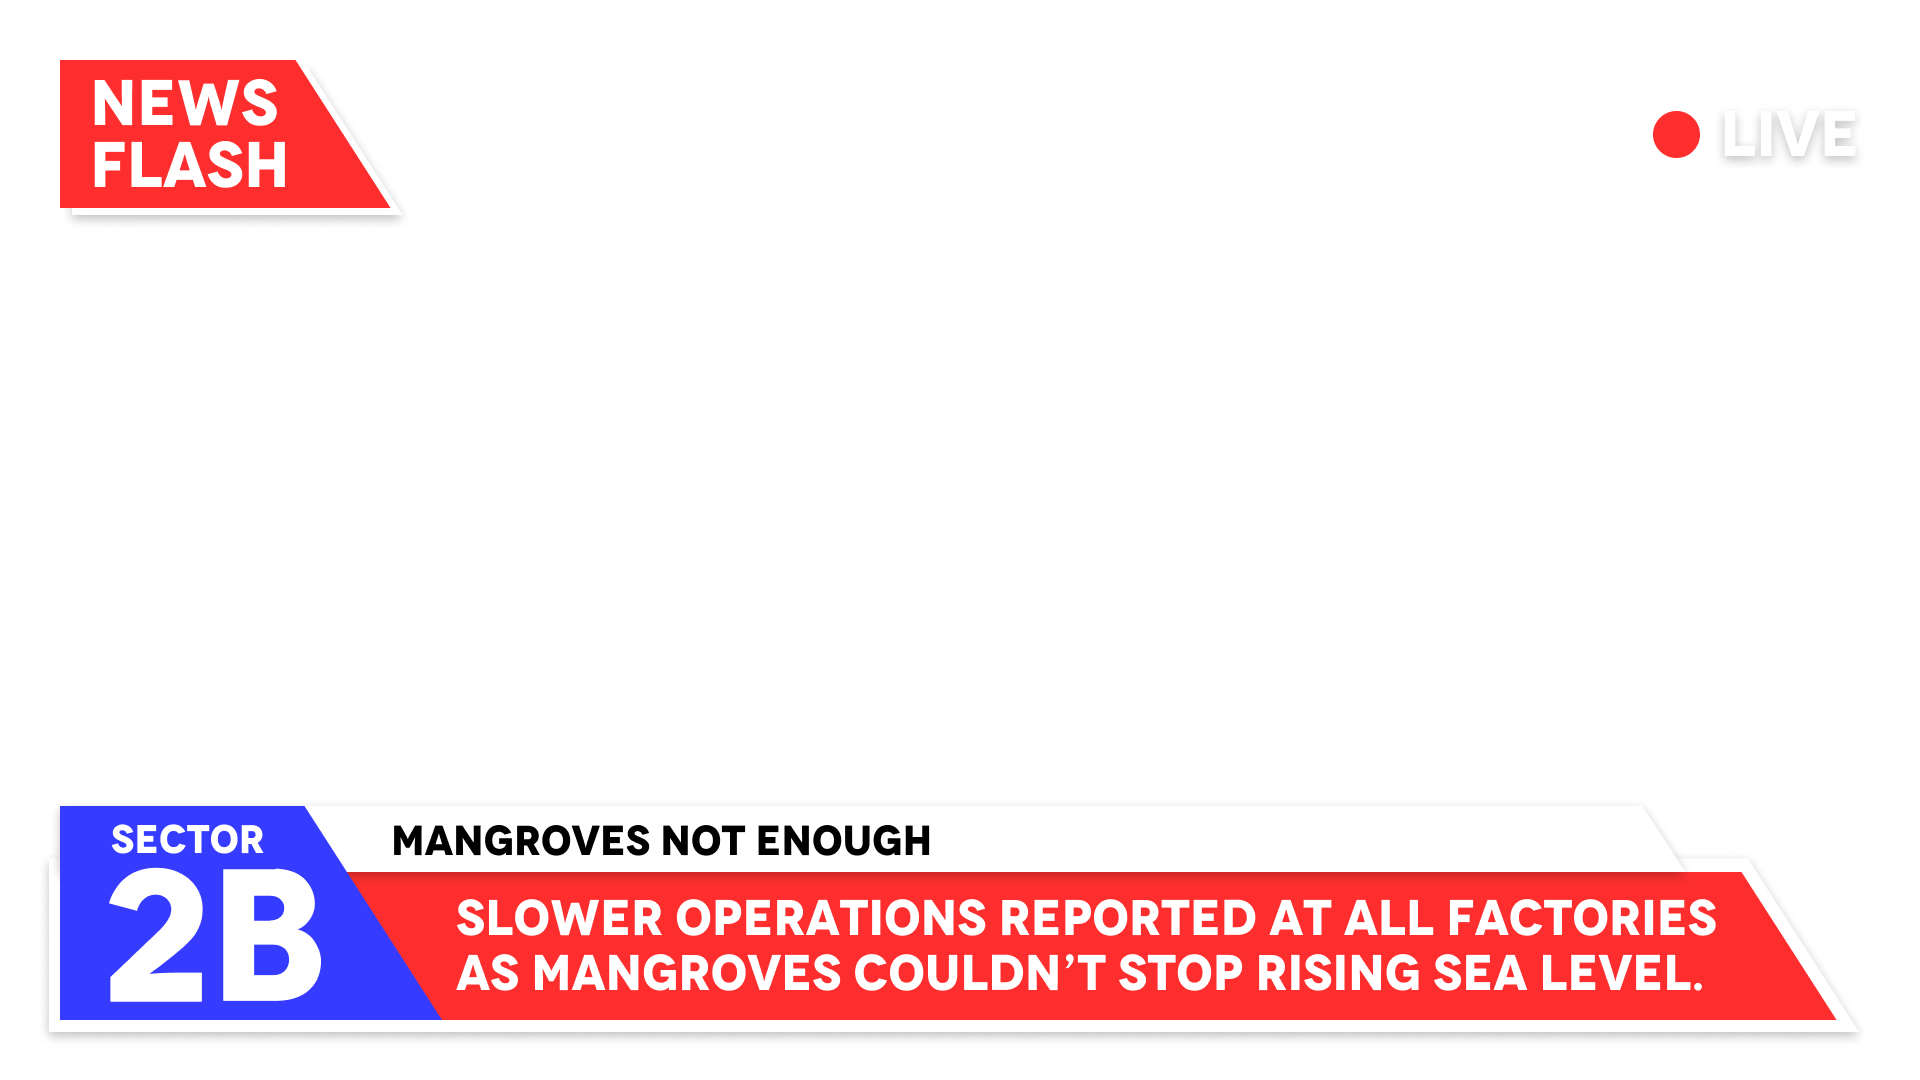 NEWS
FLASH
LIVE
SECTOR
2B
MANGROVES NOT ENOUGH
SLOWER OPERATIONS REPORTED AT ALL FACTORIES
AS MANGROVES COULDN’T STOP RISING SEA LEVEL.